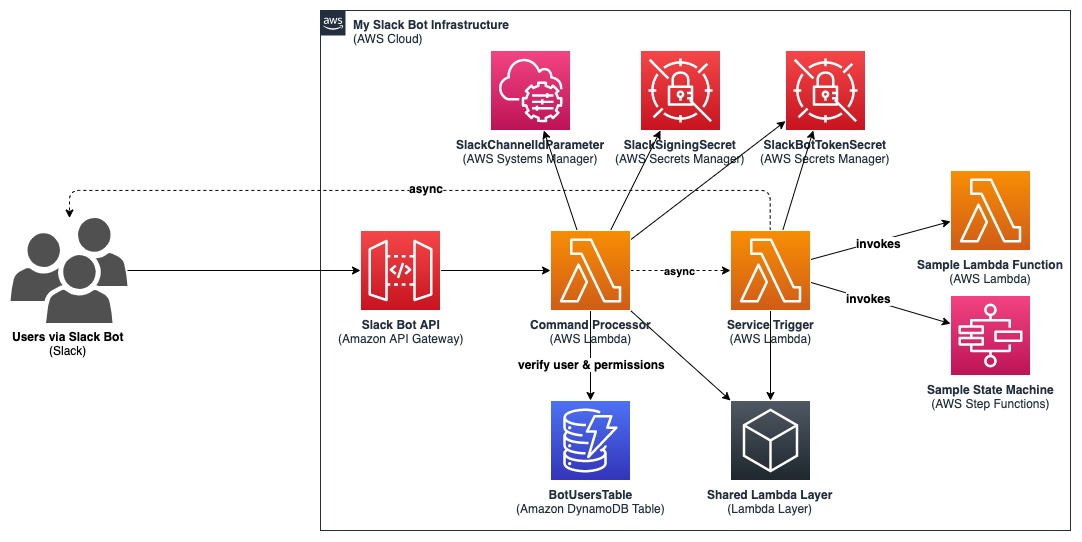 aws
My Slack Bot Infrastructure
(AWS Cloud)
SlackChannelIdParameter
(AWS Systems Manager)
SlackSigningSecret
(AWS Secrets Manager)
SlackBotTokenSecret
(AWS Secrets Manager)
async
Users via Slack Bot
(Slack)
</>
Slack Bot API
(Amazon API Gateway)
Command Processor
(AWS Lambda)
async
Service Trigger
(AWS Lambda)
invokes
invokes
Sample Lambda Function
(AWS Lambda)
Sample State Machine
(AWS Step Functions)
verify user & permissions
BotUsersTable
(Amazon DynamoDB Table)
Shared Lambda Layer
(Lambda Layer)